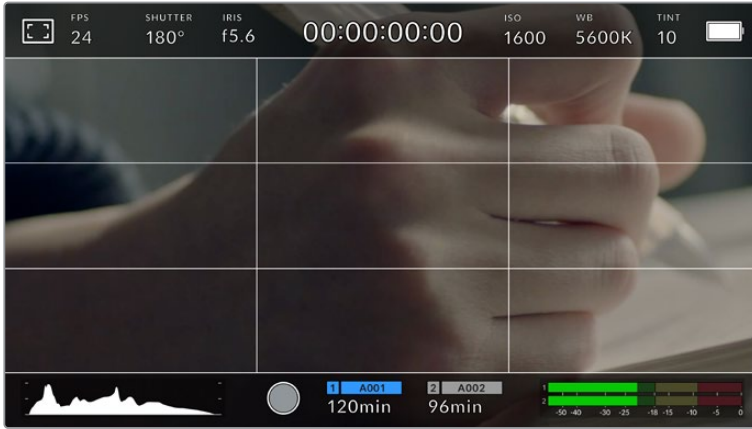 FPS SHUTTER IRIS ISO WB TINT
24 180° f5.6 00:00:00:00 1600 5600K 10
1 A001 2 A002
120min 96min
1
2
-50 -40 -30 -25 -18 -15 -10 -5 0